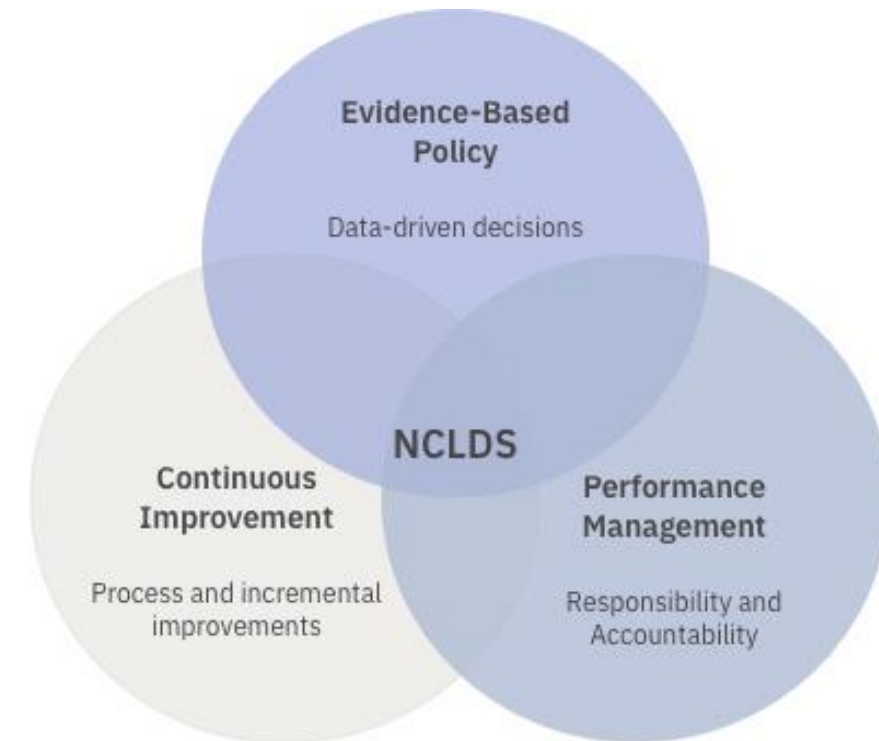 Evidence-Based
Policy
Data-driven decisions
NCLDS
Continuous
Improvement
Process and incremental
improvements
Performance
Management
Responsibility and
Accountability